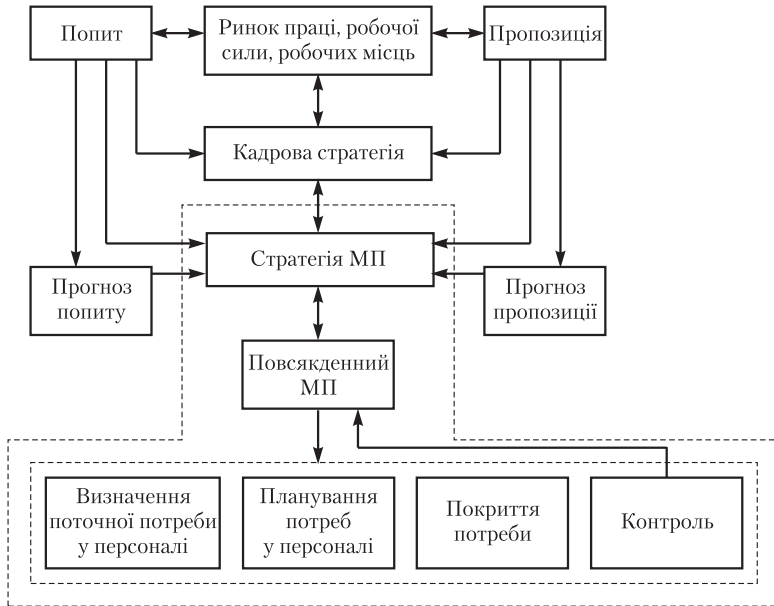 Попит
Ринок праці, робочої
сили, робочих місць
Пропозиція
Кадрова стратегія
Стратегія МП
Прогноз
попиту
Прогноз
пропозиції
Повсякденний
МП
Визначення
поточної потреби
у персоналі
Планування
потреб
у персоналі
Покриття
потреби
Контроль